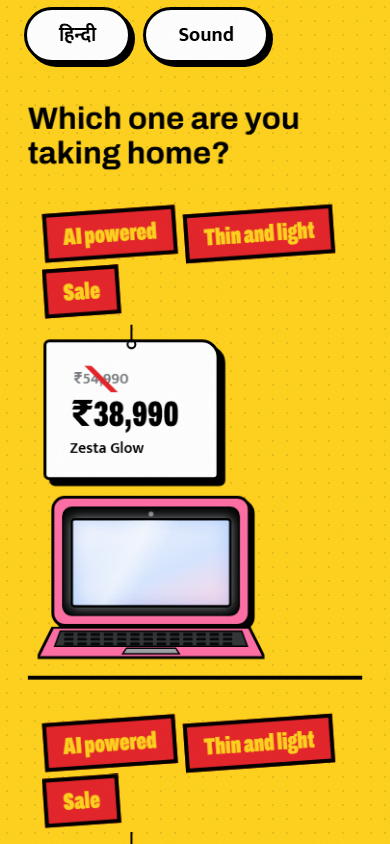 हिन्दी Sound
Which one are you
taking home?
AI powered Thin and light
Sale
₹54,990
₹38,990
Zesta Glow
AI powered Thin and light
Sale